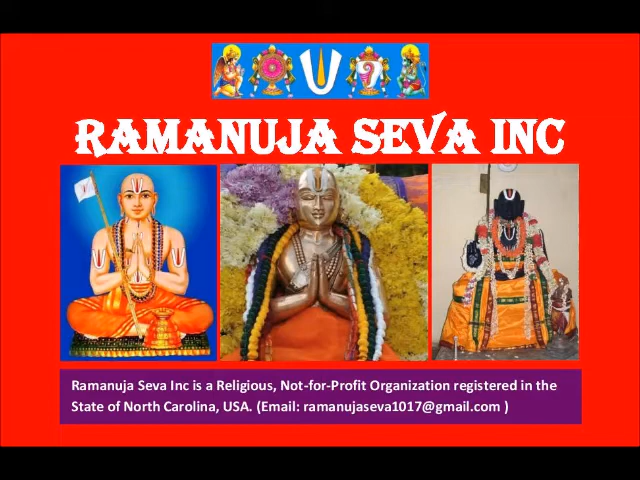 RAMANUJA SEVA INC
Ramanuja Seva Inc is a Religious, Not-for-Profit Organization registered in the
State of North Carolina, USA. (Email: ramanujaseva1017@gmail.com )